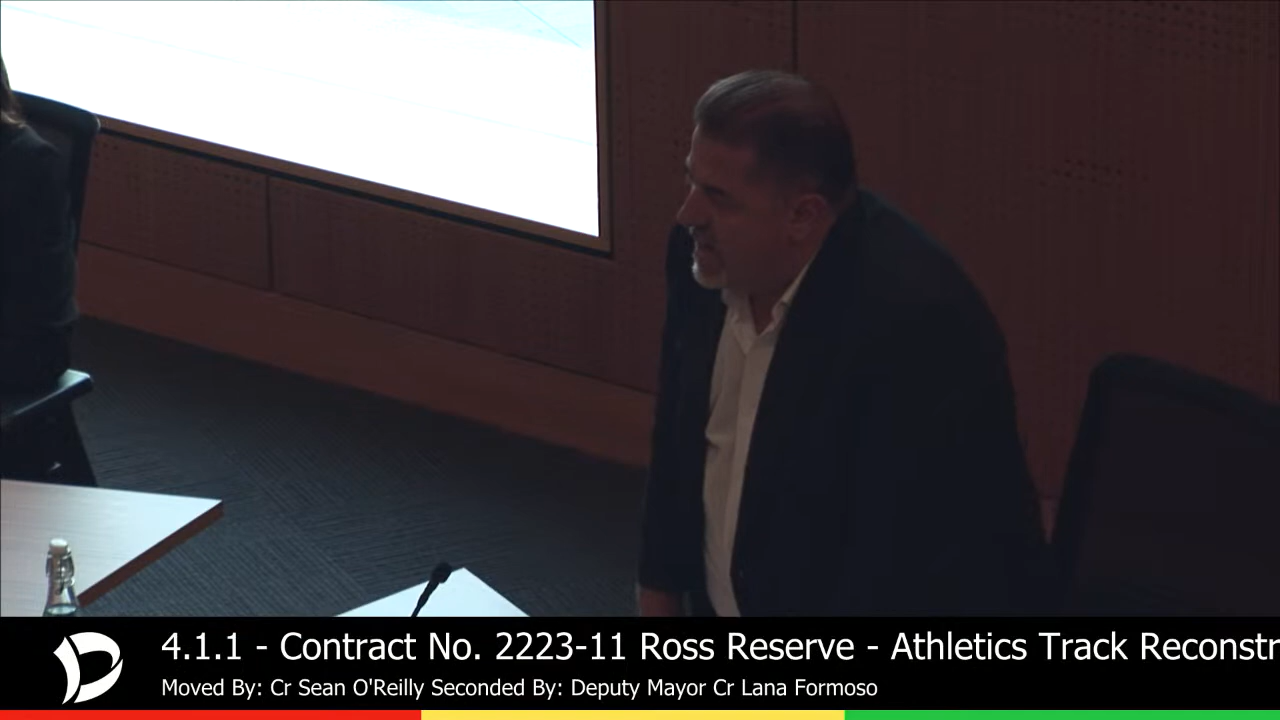 4.1.1 - Contract No. 2223-11 Ross Reserve - Athletics Track Reconstr
Moved By: Cr Sean O'Reilly Seconded By: Deputy Mayor Cr Lana Formoso